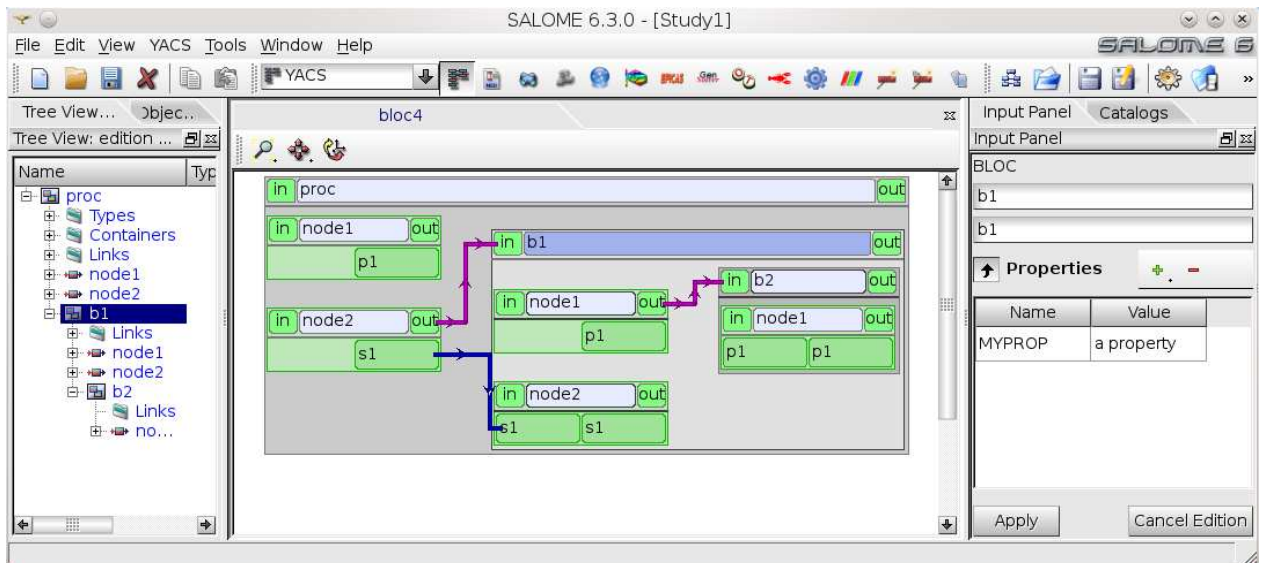 SALOME 6.3.0 - [Study1]
File Edit View YACS Tools Window Help
SALOME 6
YACS
»
Tree View... Objec..
Tree View: edition ...
Name Typ
proc
Types
Containers
Links
node1
node2
b1
Links
node1
node2
b2
Links
no...
bloc4
in proc out
in node1 out
p1
in b1 out
in b2 out
in node1 out
p1
in node2 out
s1
in node1 out
p1 p1
in node2 out
s1 s1
Input Panel Catalogs
Input Panel
BLOC
b1
b1
Properties
Name Value
MYPROP a property
Apply Cancel Edition